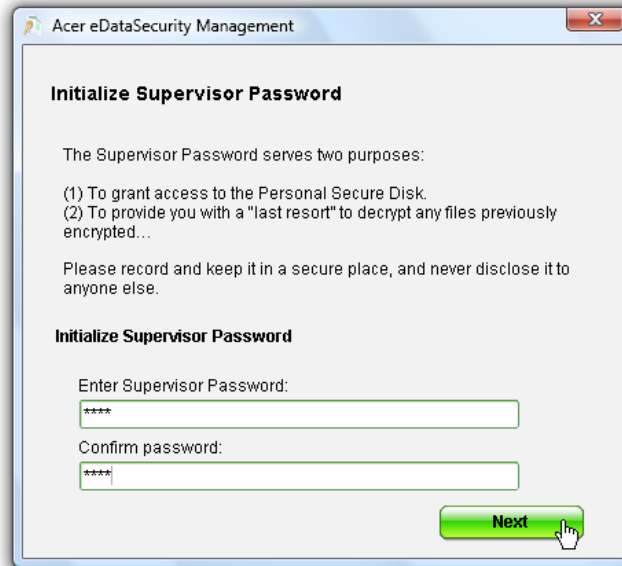 Acer eDataSecurity Management
Initialize Supervisor Password
The Supervisor Password serves two purposes:
(1) To grant access to the Personal Secure Disk.
(2) To provide you with a "last resort" to decrypt any files previously
encrypted...
Please record and keep it in a secure place, and never disclose it to
anyone else.
Initialize Supervisor Password
Enter Supervisor Password:
****
Confirm password:
****
Next